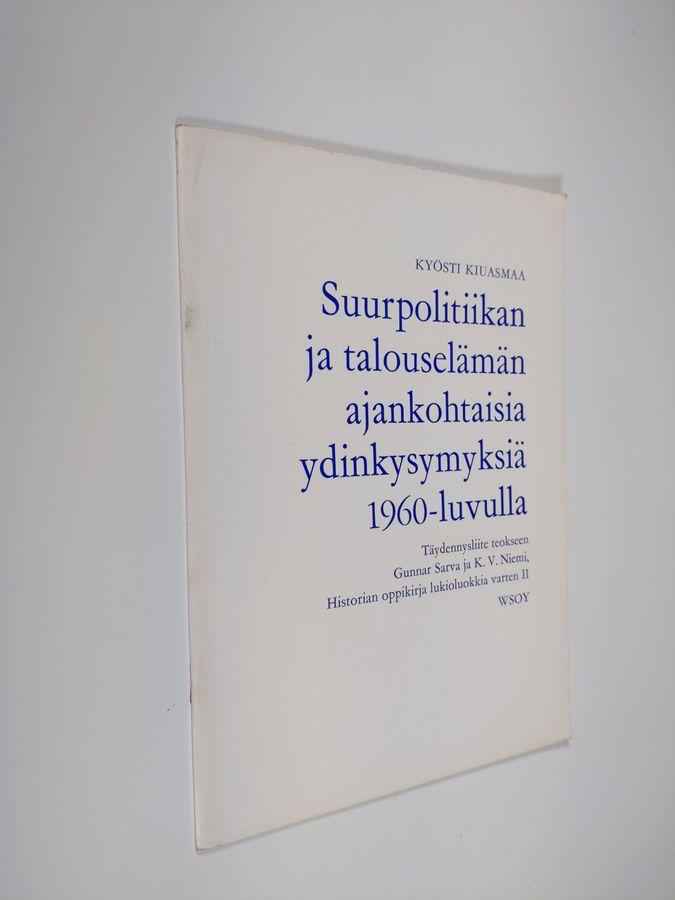 KYÖSTI KIUASMAA
Suurpolitiikan
ja talouselämän
ajankohtaisia
ydinkysymyksiä
1960-luvulla
Täydennysliite teokseen
Gunnar Sarva ja K. V. Niemi,
Historian oppikirja lukioluokkia varten II
WSOY